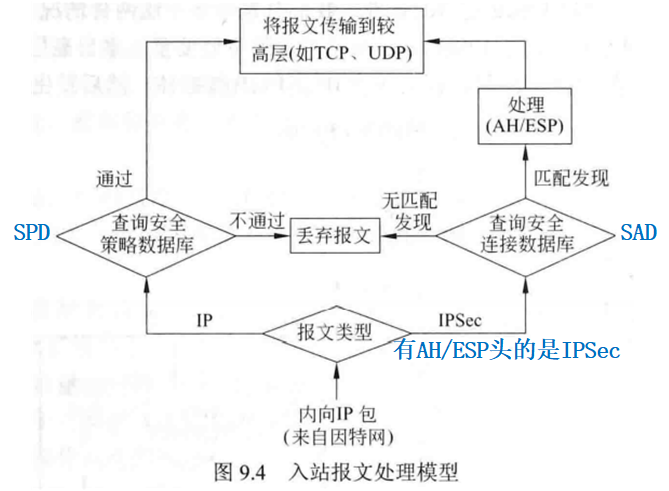 将报文传输到较
高层(如TCP、UDP)
处理
(AH/ESP)
通过
匹配发现
SPD
查询安全
策略数据库
不通过
丢弃报文
无匹配
发现
查询安全
连接数据库
SAD
IP
报文类型
IPSec
有AH/ESP头的是IPSec
内向IP 包
(来自因特网)
图 9.4 入站报文处理模型